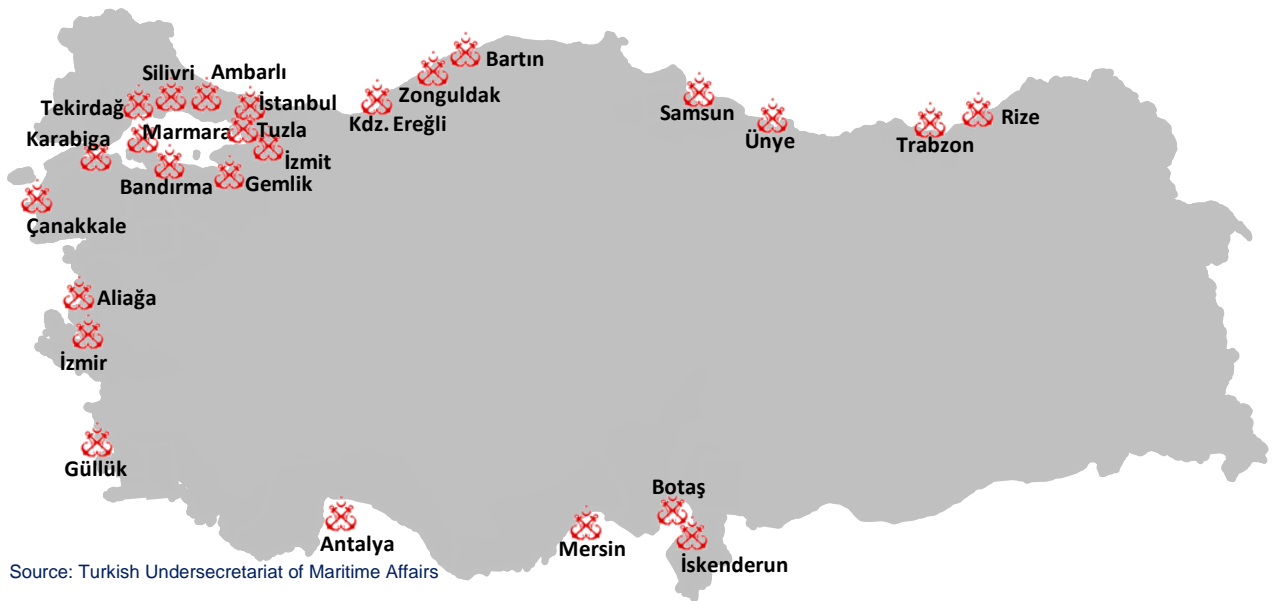 Bartın
Silivri
Ambarlı
Zonguldak
Tekirdağ
İstanbul
Samsun
Kdz. Ereğli
Rize
Karabiga
Marmara
Tuzla
Ünye
Trabzon
İzmit
Bandırma
Gemlik
Çanakkale
Aliağa
İzmir
Güllük
Botaş
Antalya
Mersin
İskenderun
Source: Turkish Undersecretariat of Maritime Affairs